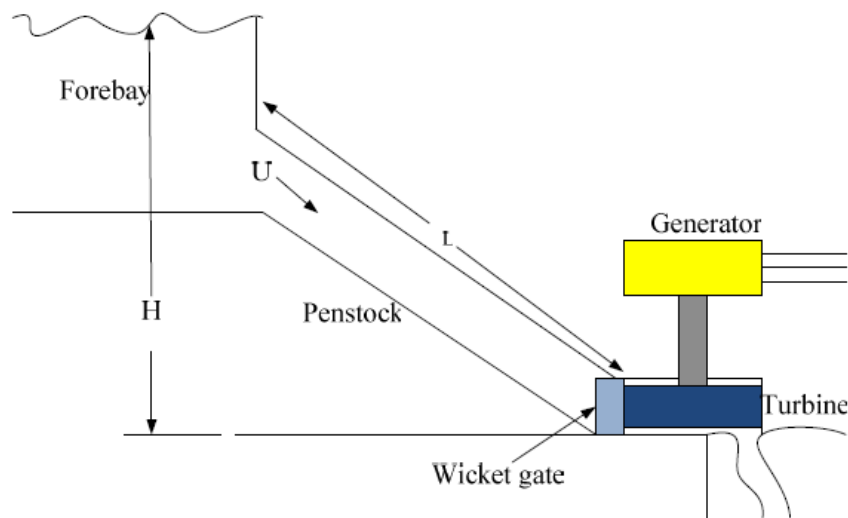 Forebay
U
Generator
L
H
Penstock
Turbine
Wicket gate